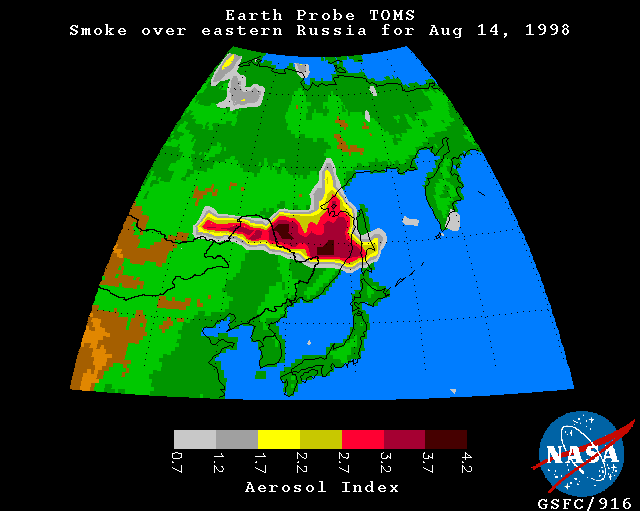 Earth Probe TOMS
Smoke over eastern Russia for Aug 14, 1998
0.7
1.2
1.7
2.2
2.7
3.2
3.7
4.2
Aerosol Index
NASA
GSFC/916